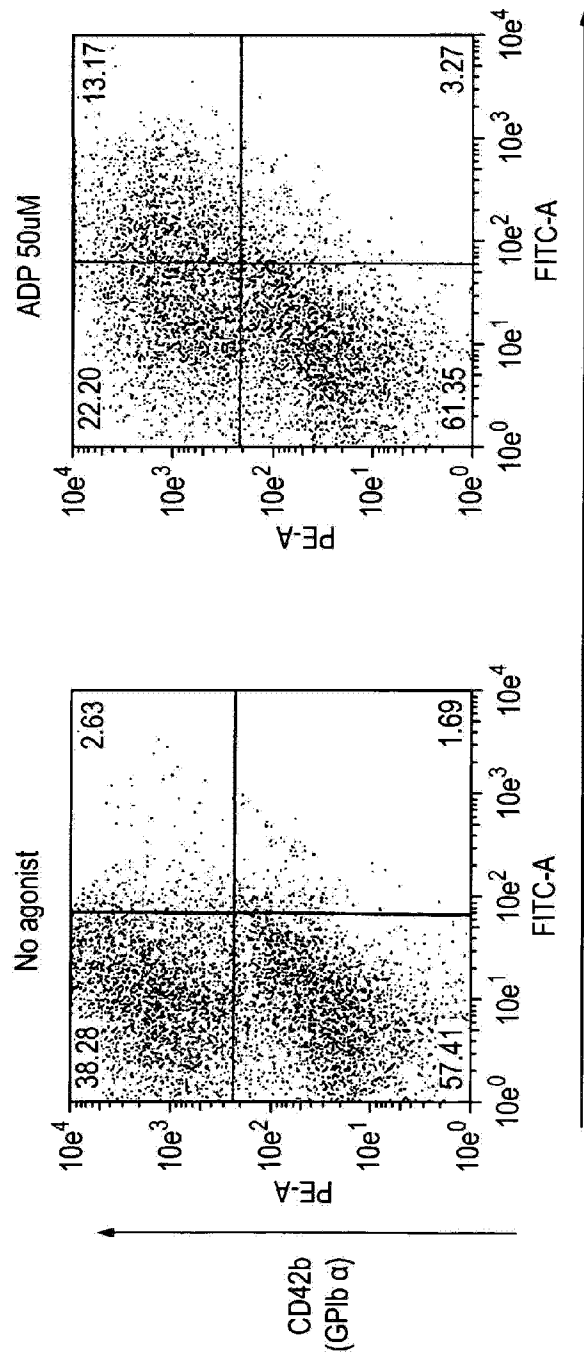 No agonist
10e⁴
10e³
10e²
10e¹
10e⁰
PE-A
38.28
2.63
57.41
1.69
10e⁰
10e¹
10e²
10e³
10e⁴
FITC-A
CD42b
(GPIb α)
ADP 50uM
10e⁴
10e³
10e²
10e¹
10e⁰
PE-A
22.20
13.17
61.35
3.27
10e⁰
10e¹
10e²
10e³
10e⁴
FITC-A